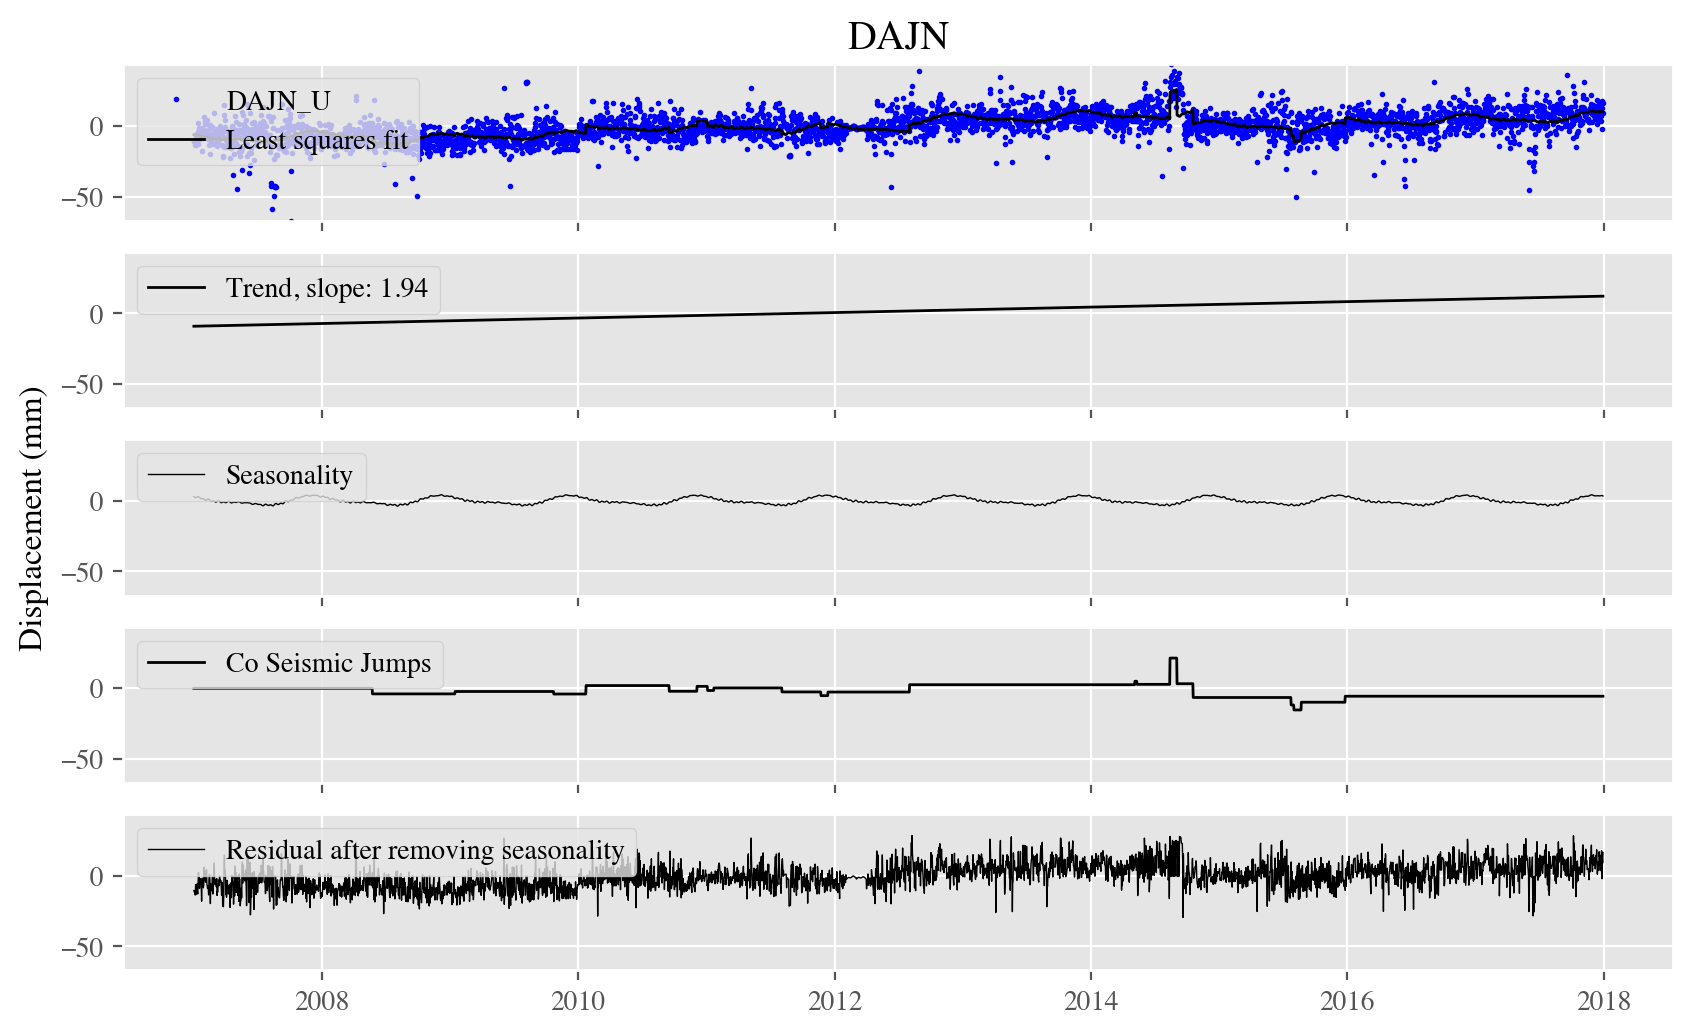 DAJN
DAJN_U
Least squares fit
0
−50
Trend, slope: 1.94
0
−50
Displacement (mm)
Seasonality
0
−50
Co Seismic Jumps
0
−50
Residual after removing seasonality
0
−50
2008 2010 2012 2014 2016 2018